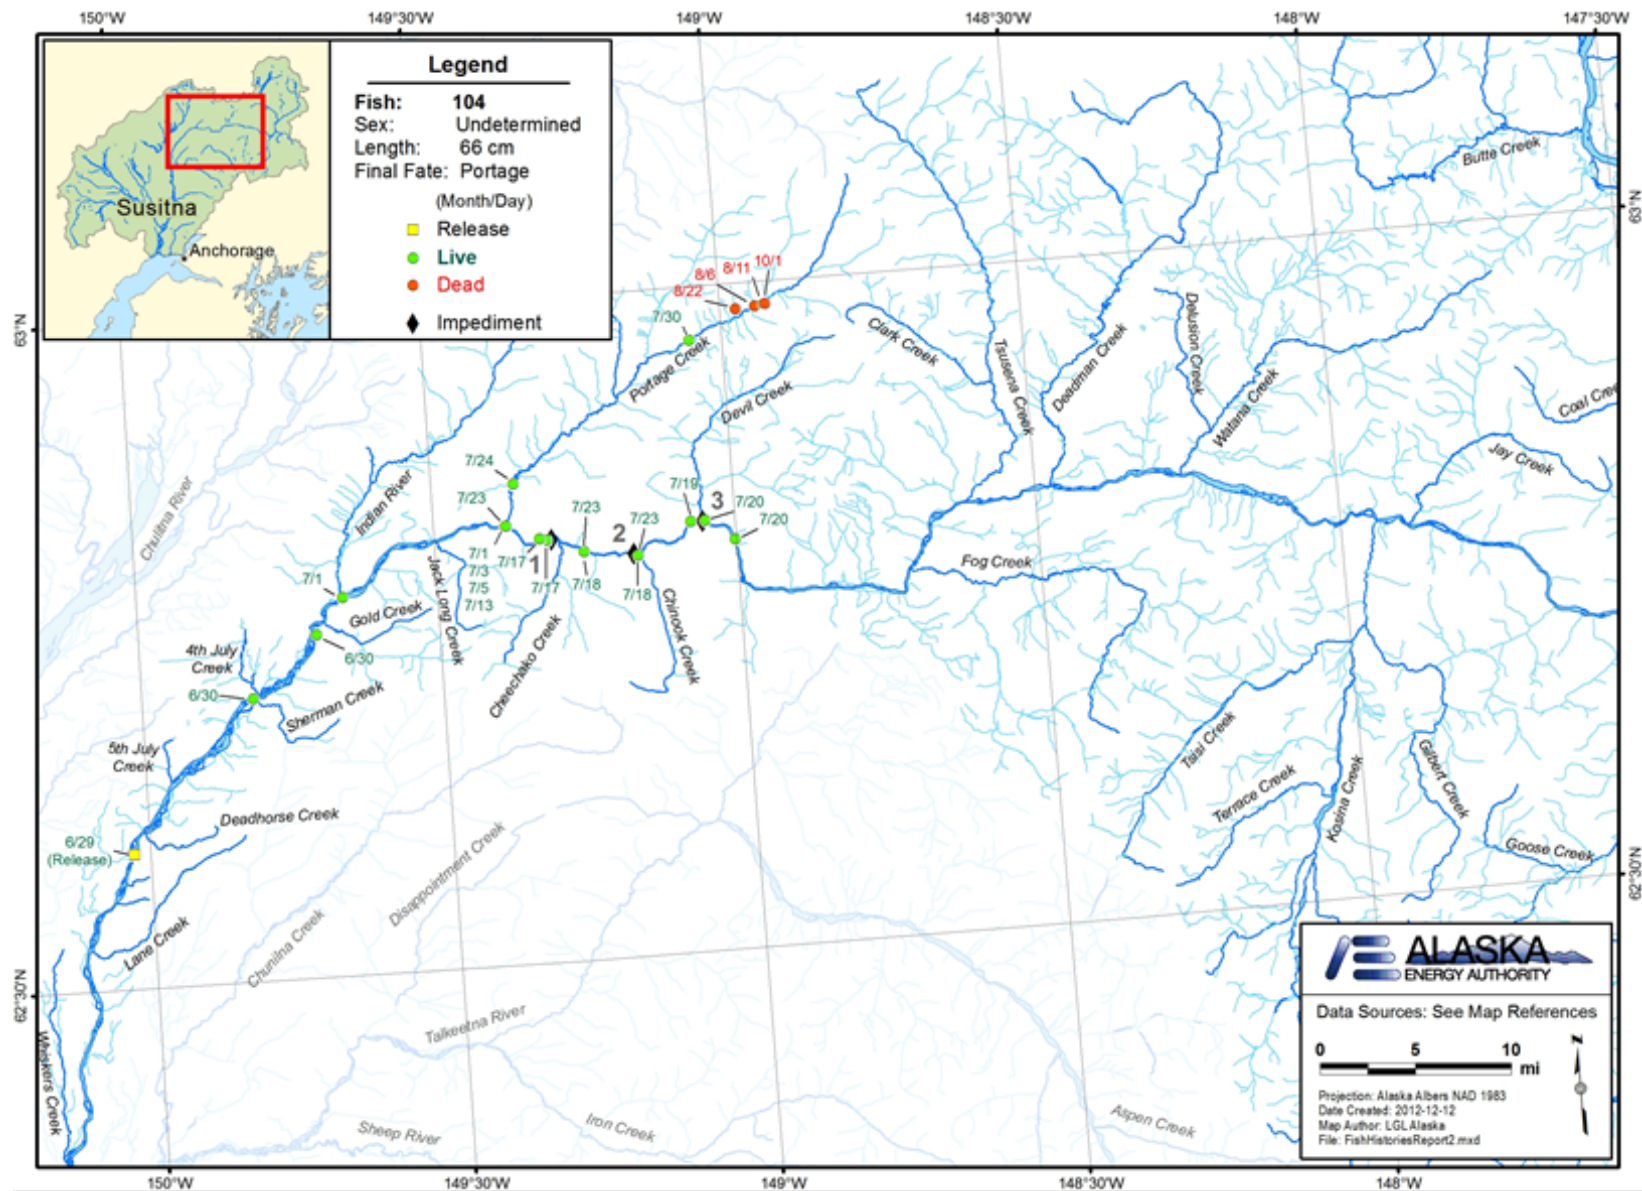 150°W
149°30'W
149°W
148°30'W
148°W
147°30'W
Susitna
Anchorage
Legend
Fish: 104
Sex: Undetermined
Length: 66 cm
Final Fate: Portage
(Month/Day)
Release
Live
Dead
Impediment
63°N
63°N
Butte Creek
8/6
8/11
10/1
8/22
7/30
Portage Creek
Devil Creek
Clark Creek
Tsusena Creek
Deadman Creek
Delusion Creek
Watana Creek
Coal Cree
Jay Creek
Chulitna River
Indian River
7/24
7/23
7/23
2
7/23
7/19
3
7/20
7/20
7/1
7/3
7/5
7/13
7/17
1
7/17
7/18
7/18
Fog Creek
7/1
Jack Long Creek
Gold Creek
Cheechako Creek
Chinook Creek
4th July
Creek
6/30
6/30
Sherman Creek
5th July
Creek
Deadhorse Creek
6/29
(Release)
Lane Creek
Chunilna Creek
Disappointment Creek
Tsisi Creek
Terrace Creek
Kosina Creek
Gilbert Creek
Goose Creek
62°30'N
62°30'N
Whiskers Creek
Talkeetna River
Sheep River
Iron Creek
Aspen Creek
ALASKA
ENERGY AUTHORITY
Data Sources: See Map References
0 5 10
mi
N
Projection: Alaska Albers NAD 1983
Date Created: 2012-12-12
Map Author: LGL Alaska
File: FishHistoriesReport2.mxd
150°W
149°30'W
149°W
148°30'W
148°W